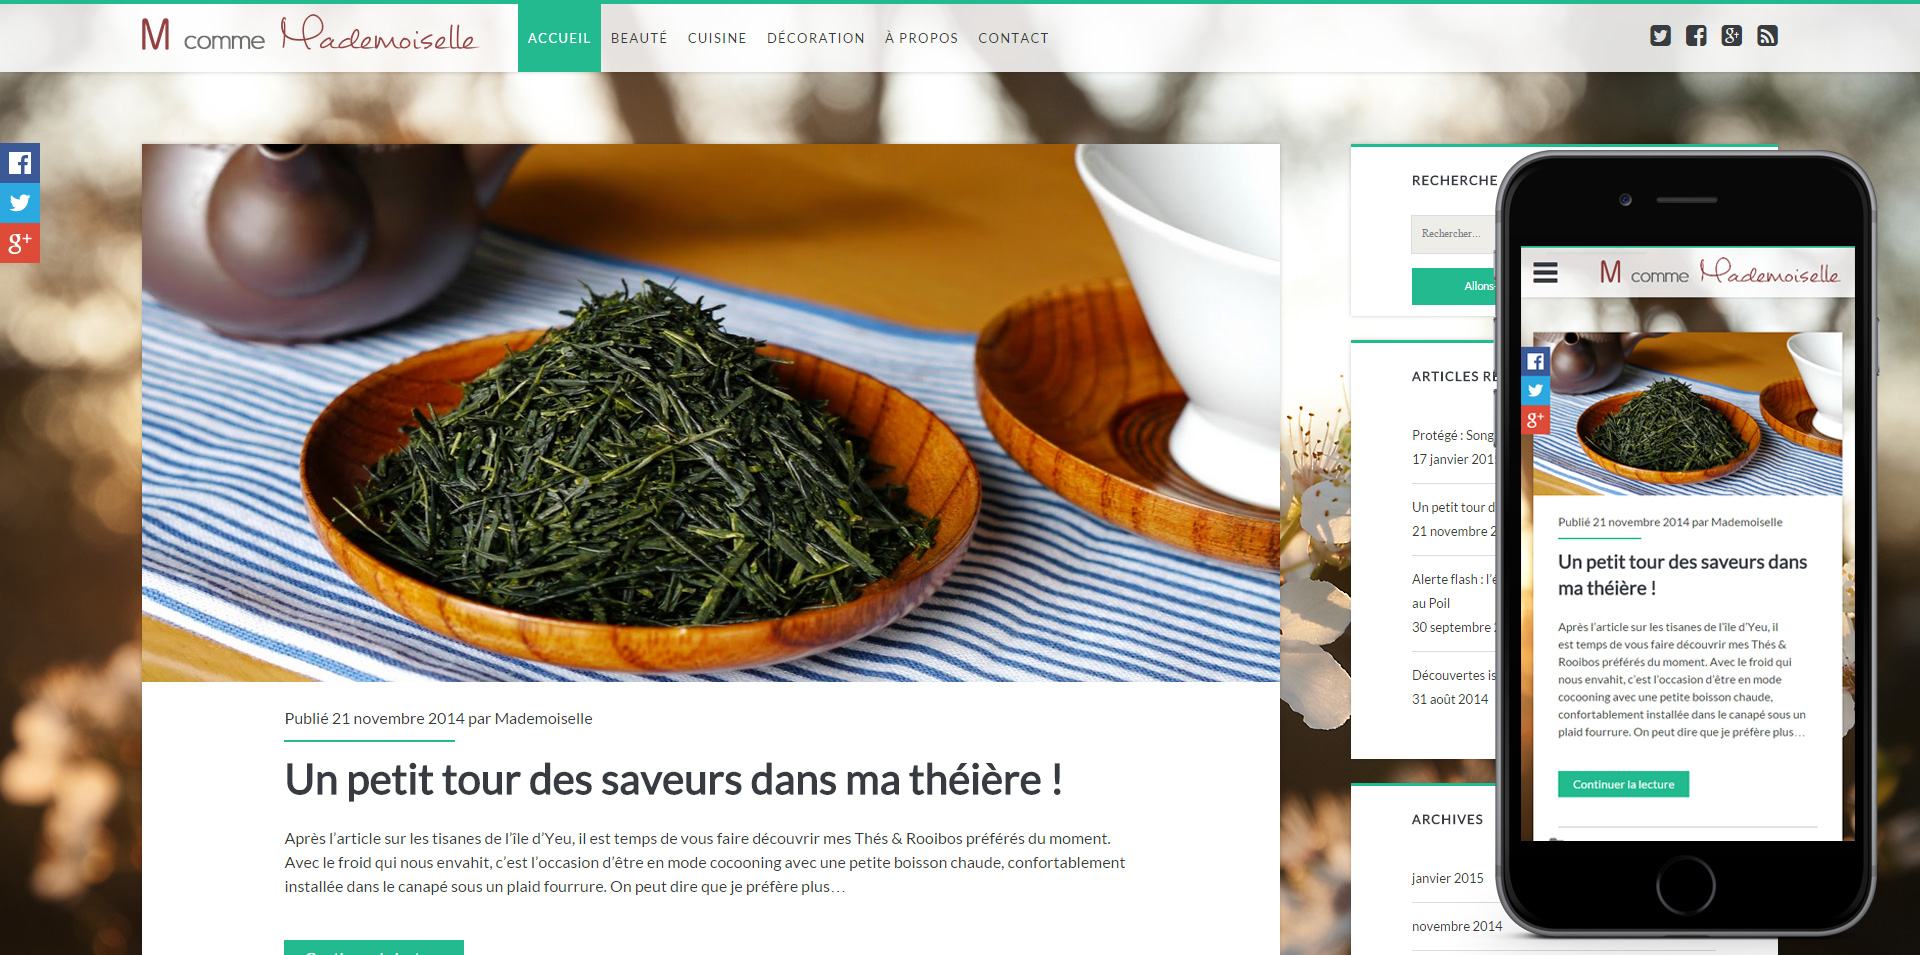 M comme Mademoiselle
ACCUEIL BEAUTÉ CUISINE DÉCORATION À PROPOS CONTACT
RECHERCHE
Rechercher...
Allons-
ARTICLES
Protégé : Song
17 janvier 201
Un petit tour d
21 novembre 2
Alerte flash : l'é
au Poil
30 septembre
Découvertes is
31 août 2014
ARCHIVES
janvier 2015
novembre 2014
Publié 21 novembre 2014 par Mademoiselle
Un petit tour des saveurs dans ma théière !
Après l’article sur les tisanes de l’île d’Yeu, il est temps de vous faire découvrir mes Thés & Rooibos préférés du moment.
Avec le froid qui nous envahit, c’est l’occasion d’être en mode cocooning avec une petite boisson chaude, confortablement
installée dans le canapé sous un plaid fourrure. On peut dire que je préfère plus…
M comme Mademoiselle
Publié 21 novembre 2014 par Mademoiselle
Un petit tour des saveurs dans
ma théière !
Après l’article sur les tisanes de l’île d’Yeu, il
est temps de vous faire découvrir mes Thés &
Rooibos préférés du moment. Avec le froid qui
nous envahit, c’est l’occasion d’être en mode
cocooning avec une petite boisson chaude,
confortablement installée dans le canapé sous un
plaid fourrure. On peut dire que je préfère plus…
Continuer la lecture